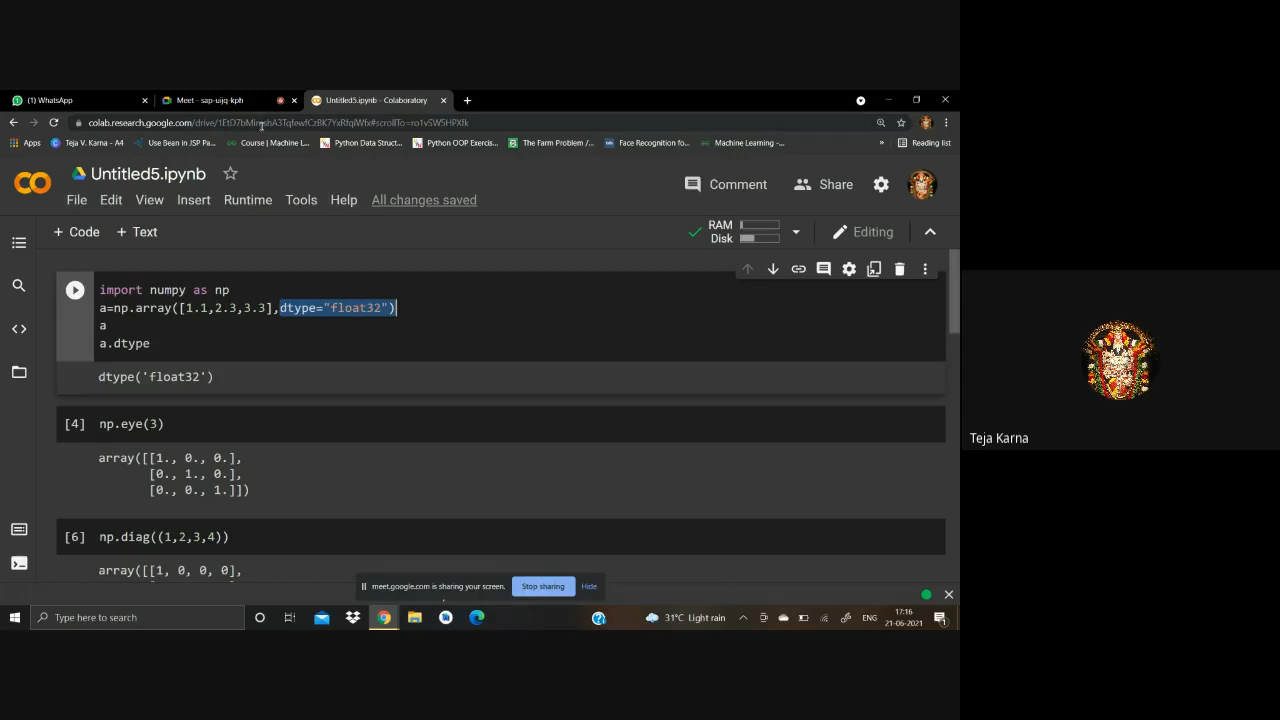 (1) WhatsApp
Meet - sap-uijq-kph
Untitled5.ipynb - Colaboratory
colab.research.google.com/drive/
Apps
Teja V. Karna - A4
Use Bean in JSP Pa...
Course | Machine L...
Python Data Struct...
Python OOP Exercis...
The Farm Problem /...
Face Recognition fo...
Machine Learning -...
»
Reading list
Untitled5.ipynb
Comment
Share
File
Edit
View
Insert
Runtime
Tools
Help
All changes saved
+ Code
+ Text
RAM
Disk
Editing
import numpy as np
a=np.array([1.1,2.3,3.3],dtype="float32")
a
a.dtype
dtype('float32')
[4] np.eye(3)
array([[1., 0., 0.],
[0., 1., 0.],
[0., 0., 1.]])
[6] np.diag((1,2,3,4))
array([[1, 0, 0, 0],
meet.google.com is sharing your screen.
Stop sharing
Hide
Type here to search
31°C Light rain
ENG
17:16
21-06-2021
Teja Karna